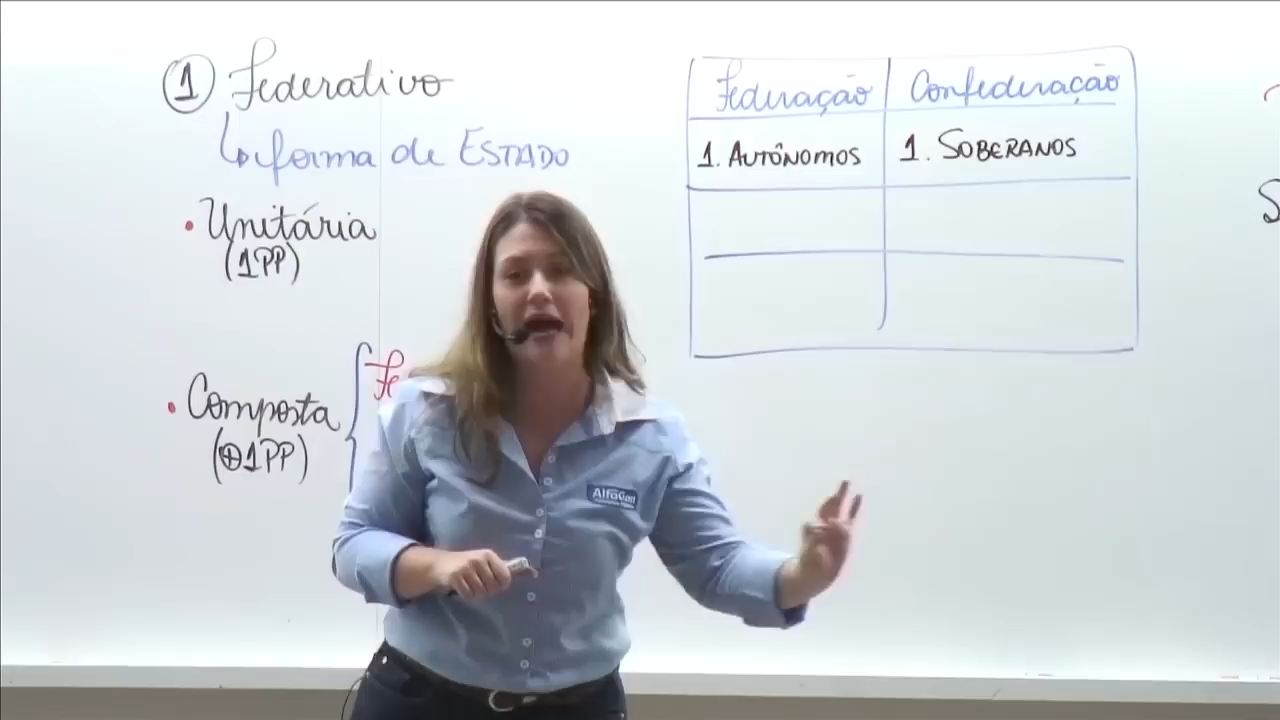 1 Federativo
↳ forma de ESTADO
• Unitária
(1PP)
• Composta
(⊕1PP)
Federação
Confederação
1. AUTÔNOMOS
1. SOBERANOS
AlfaCon